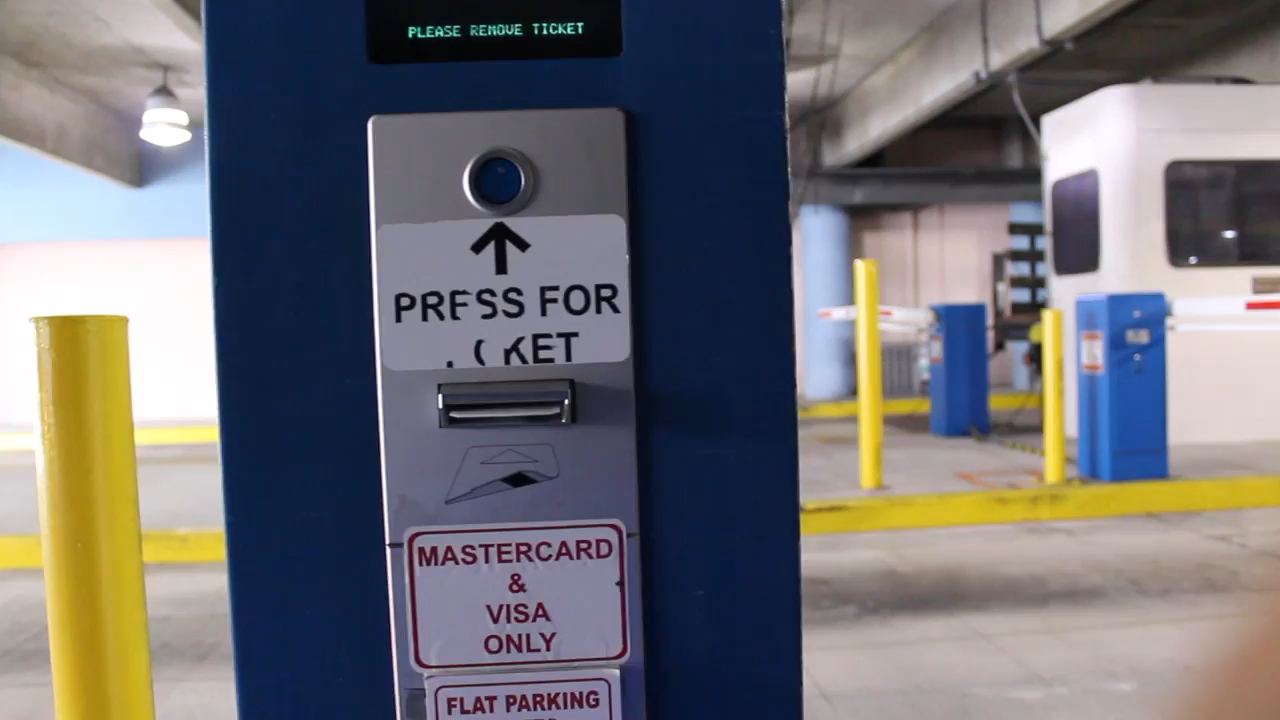 PLEASE REMOVE TICKET
PRESS FOR
MASTERCARD
&
VISA
ONLY
FLAT PARKING